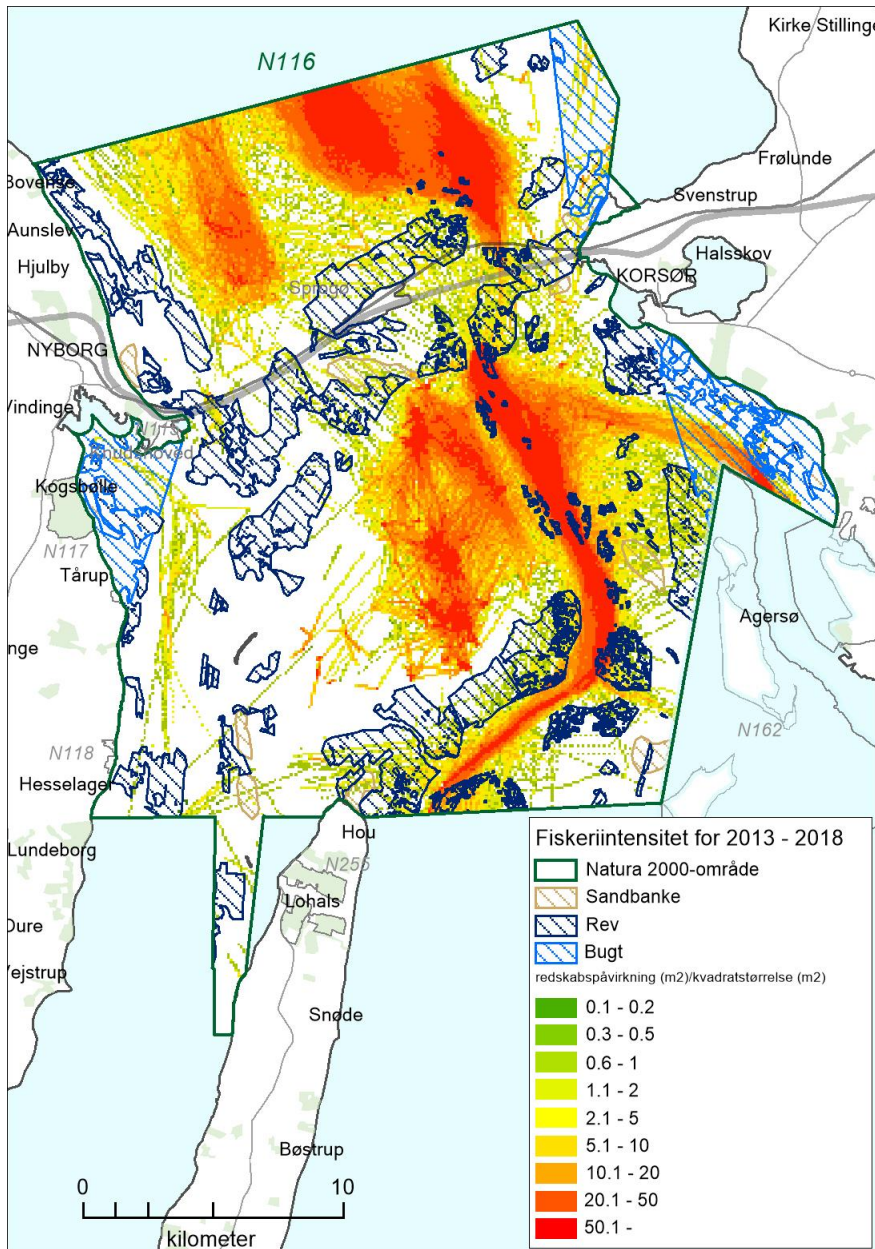 Kirke Stillinge
N116
Frølunde
Bovense
Svenstrup
Aunslev
Halsskov
Hjulby
KORSØR
Sprogø
NYBORG
Vindinge
N115
Knudshoved
Kogsbølle
N117
Tårup
Agersø
nge
N162
N118
Hesselager
Hou
Lundeborg
N255
Lohals
Oure
Vejstrup
Snøde
Bøstrup
0 10
kilometer
Fiskeriintensitet for 2013 - 2018
Natura 2000-område
Sandbanke
Rev
Bugt
redskabspåvirkning (m2)/kvadratstørrelse (m2)
0.1 - 0.2
0.3 - 0.5
0.6 - 1
1.1 - 2
2.1 - 5
5.1 - 10
10.1 - 20
20.1 - 50
50.1 -